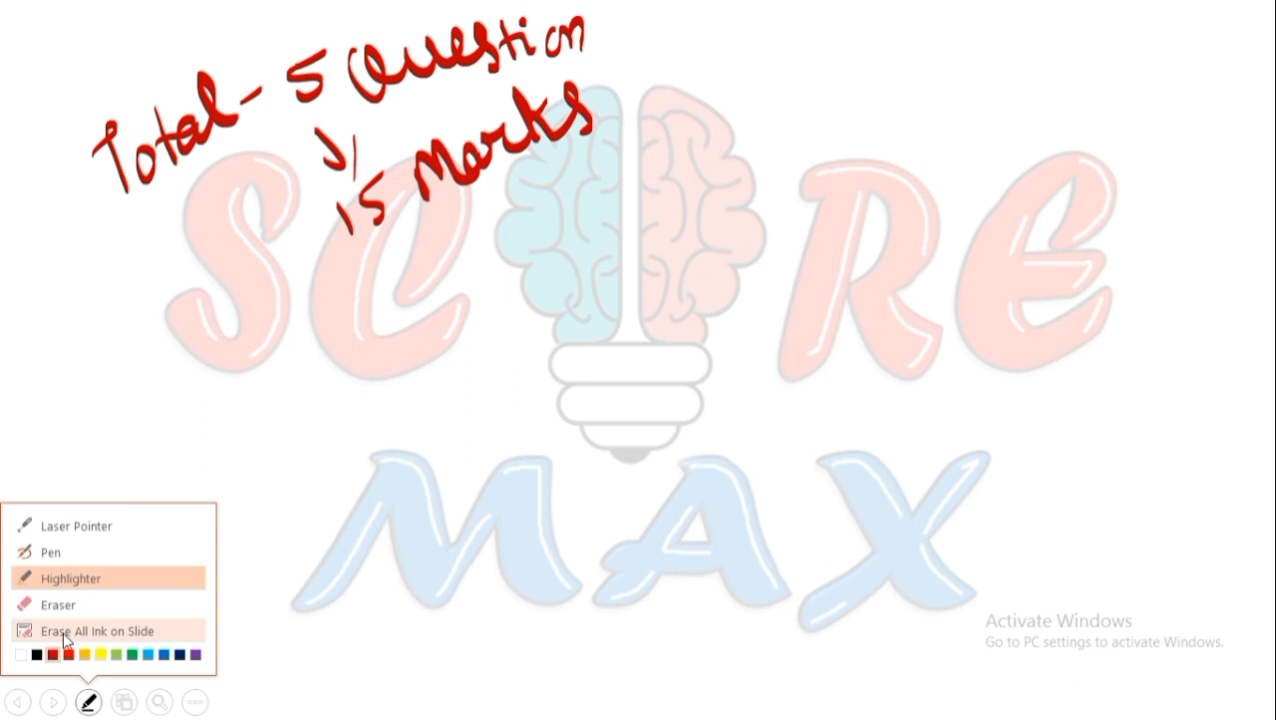 Total - 5 Question
↓
15 Marks
SCORE
MAX
Laser Pointer
Pen
Highlighter
Eraser
Erase All Ink on Slide
Activate Windows
Go to PC settings to activate Windows.